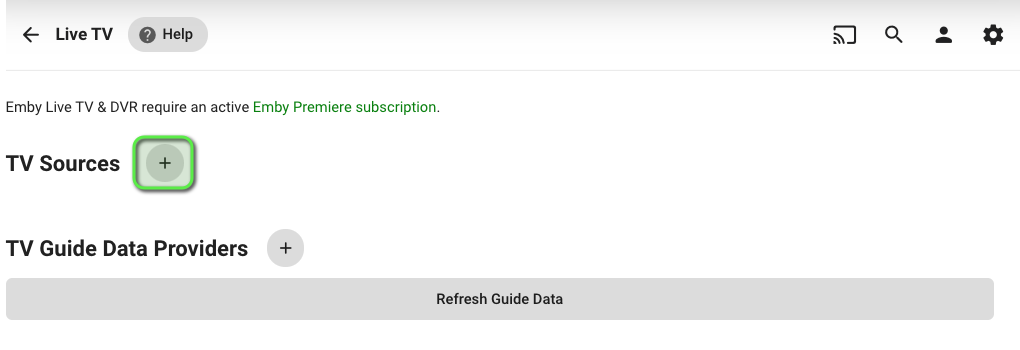 Live TV
Help
Emby Live TV & DVR require an active Emby Premiere subscription.
TV Sources
TV Guide Data Providers
Refresh Guide Data